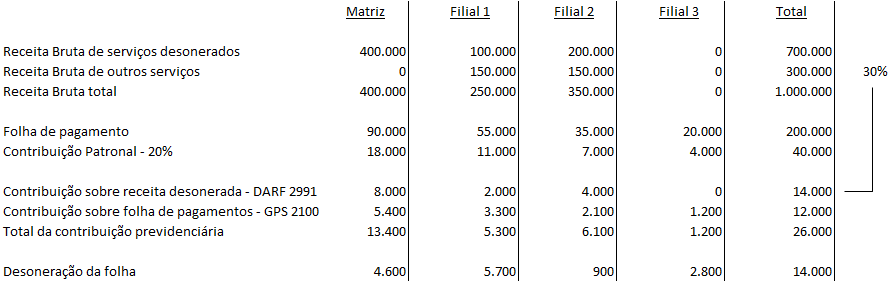 Matriz Filial 1 Filial 2 Filial 3 Total
Receita Bruta de serviços desonerados 400.000 100.000 200.000 0 700.000
Receita Bruta de outros serviços 0 150.000 150.000 0 300.000 30%
Receita Bruta total 400.000 250.000 350.000 0 1.000.000
Folha de pagamento 90.000 55.000 35.000 20.000 200.000
Contribuição Patronal - 20% 18.000 11.000 7.000 4.000 40.000
Contribuição sobre receita desonerada - DARF 2991 8.000 2.000 4.000 0 14.000
Contribuição sobre folha de pagamentos - GPS 2100 5.400 3.300 2.100 1.200 12.000
Total da contribuição previdenciária 13.400 5.300 6.100 1.200 26.000
Desoneração da folha 4.600 5.700 900 2.800 14.000